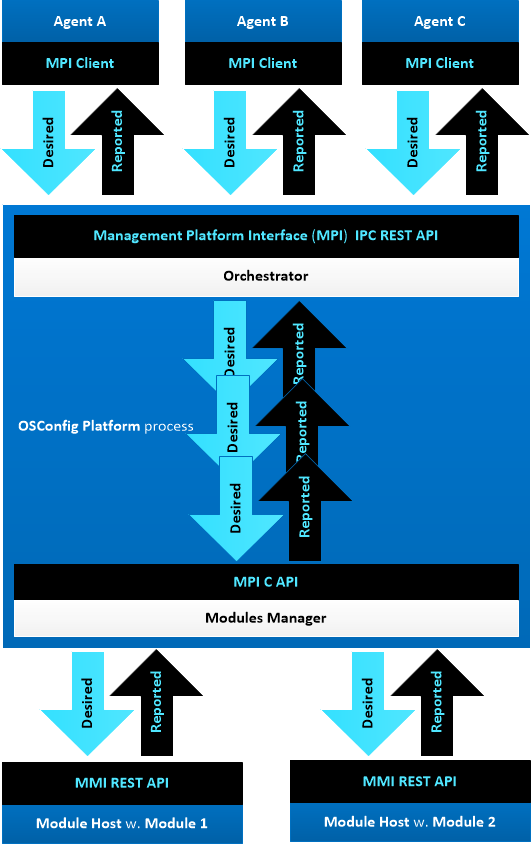 Agent A
Agent B
Agent C
MPI Client
MPI Client
MPI Client
Desired
Reported
Desired
Reported
Desired
Reported
Management Platform Interface (MPI)  IPC REST API
Orchestrator
Desired
Reported
OSConfig Platform process
Desired
Reported
Desired
Reported
MPI C API
Modules Manager
Desired
Reported
Desired
Reported
MMI REST API
MMI REST API
Module Host w. Module 1
Module Host w. Module 2